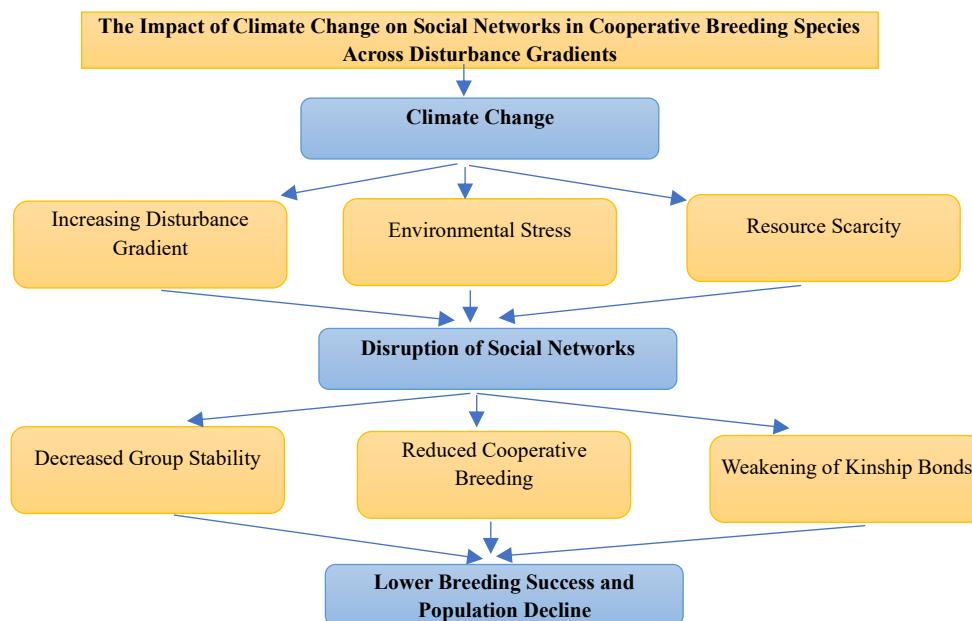 The Impact of Climate Change on Social Networks in Cooperative Breeding Species
Across Disturbance Gradients
Climate Change
Increasing Disturbance
Gradient
Environmental Stress
Resource Scarcity
Disruption of Social Networks
Decreased Group Stability
Reduced Cooperative
Breeding
Weakening of Kinship Bonds
Lower Breeding Success and
Population Decline